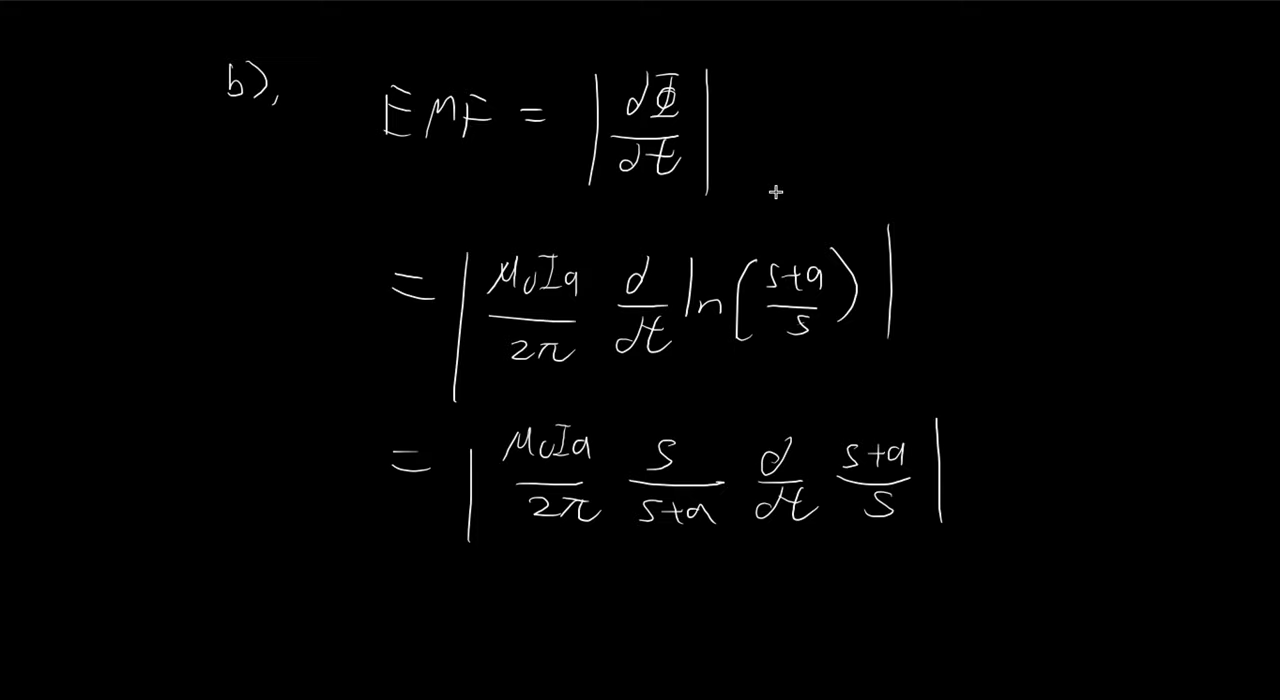 b), EMF = |dΦ/dt|
= |μ₀Ia/2π d/dt ln((s+a)/s)|
= |μ₀Ia/2π s/(s+a) d/dt (s+a)/s|